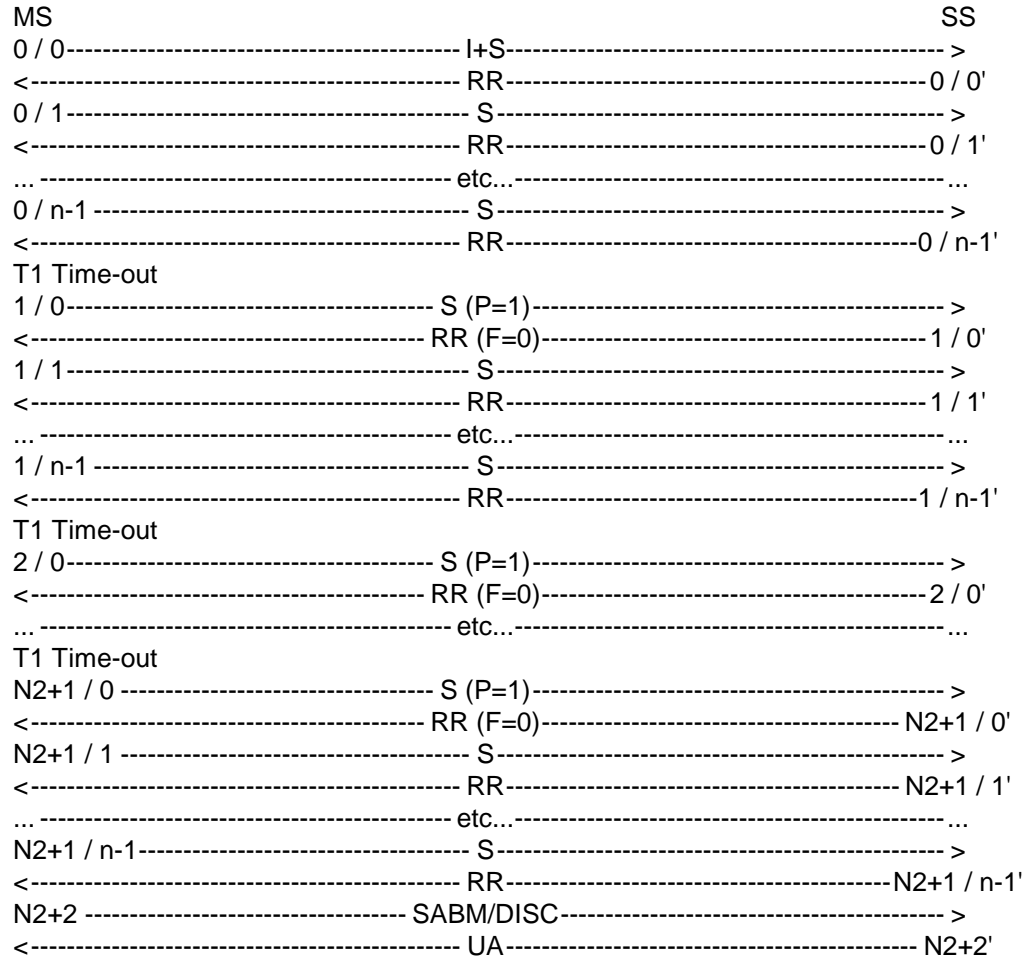 MS SS
0 / 0-------------------------------------------- I+S------------------------------------------------- >
<------------------------------------------------ RR-----------------------------------------------0 / 0'
0 / 1--------------------------------------------- S-------------------------------------------------- >
<------------------------------------------------ RR-----------------------------------------------0 / 1'
... ---------------------------------------------- etc...------------------------------------------------ ...
0 / n-1 ------------------------------------------ S-------------------------------------------------- >
<------------------------------------------------ RR----------------------------------------------0 / n-1'
T1 Time-out
1 / 0----------------------------------------- S (P=1)---------------------------------------------- >
<-------------------------------------------- RR (F=0)-------------------------------------------1 / 0'
1 / 1--------------------------------------------- S-------------------------------------------------- >
<------------------------------------------------ RR-----------------------------------------------1 / 1'
... ---------------------------------------------- etc...------------------------------------------------ ...
1 / n-1 ------------------------------------------ S-------------------------------------------------- >
<------------------------------------------------ RR----------------------------------------------1 / n-1'
T1 Time-out
2 / 0----------------------------------------- S (P=1)---------------------------------------------- >
<-------------------------------------------- RR (F=0)-------------------------------------------2 / 0'
... ---------------------------------------------- etc...------------------------------------------------ ...
T1 Time-out
N2+1 / 0 ----------------------------------- S (P=1)---------------------------------------------- >
<-------------------------------------------- RR (F=0)---------------------------------------- N2+1 / 0'
N2+1 / 1 --------------------------------------- S-------------------------------------------------- >
<------------------------------------------------ RR-------------------------------------------- N2+1 / 1'
... ---------------------------------------------- etc...------------------------------------------------ ...
N2+1 / n-1------------------------------------- S-------------------------------------------------- >
<------------------------------------------------ RR-------------------------------------------N2+1 / n-1'
N2+2 ------------------------------------ SABM/DISC------------------------------------------- >
<------------------------------------------------ UA---------------------------------------------- N2+2'